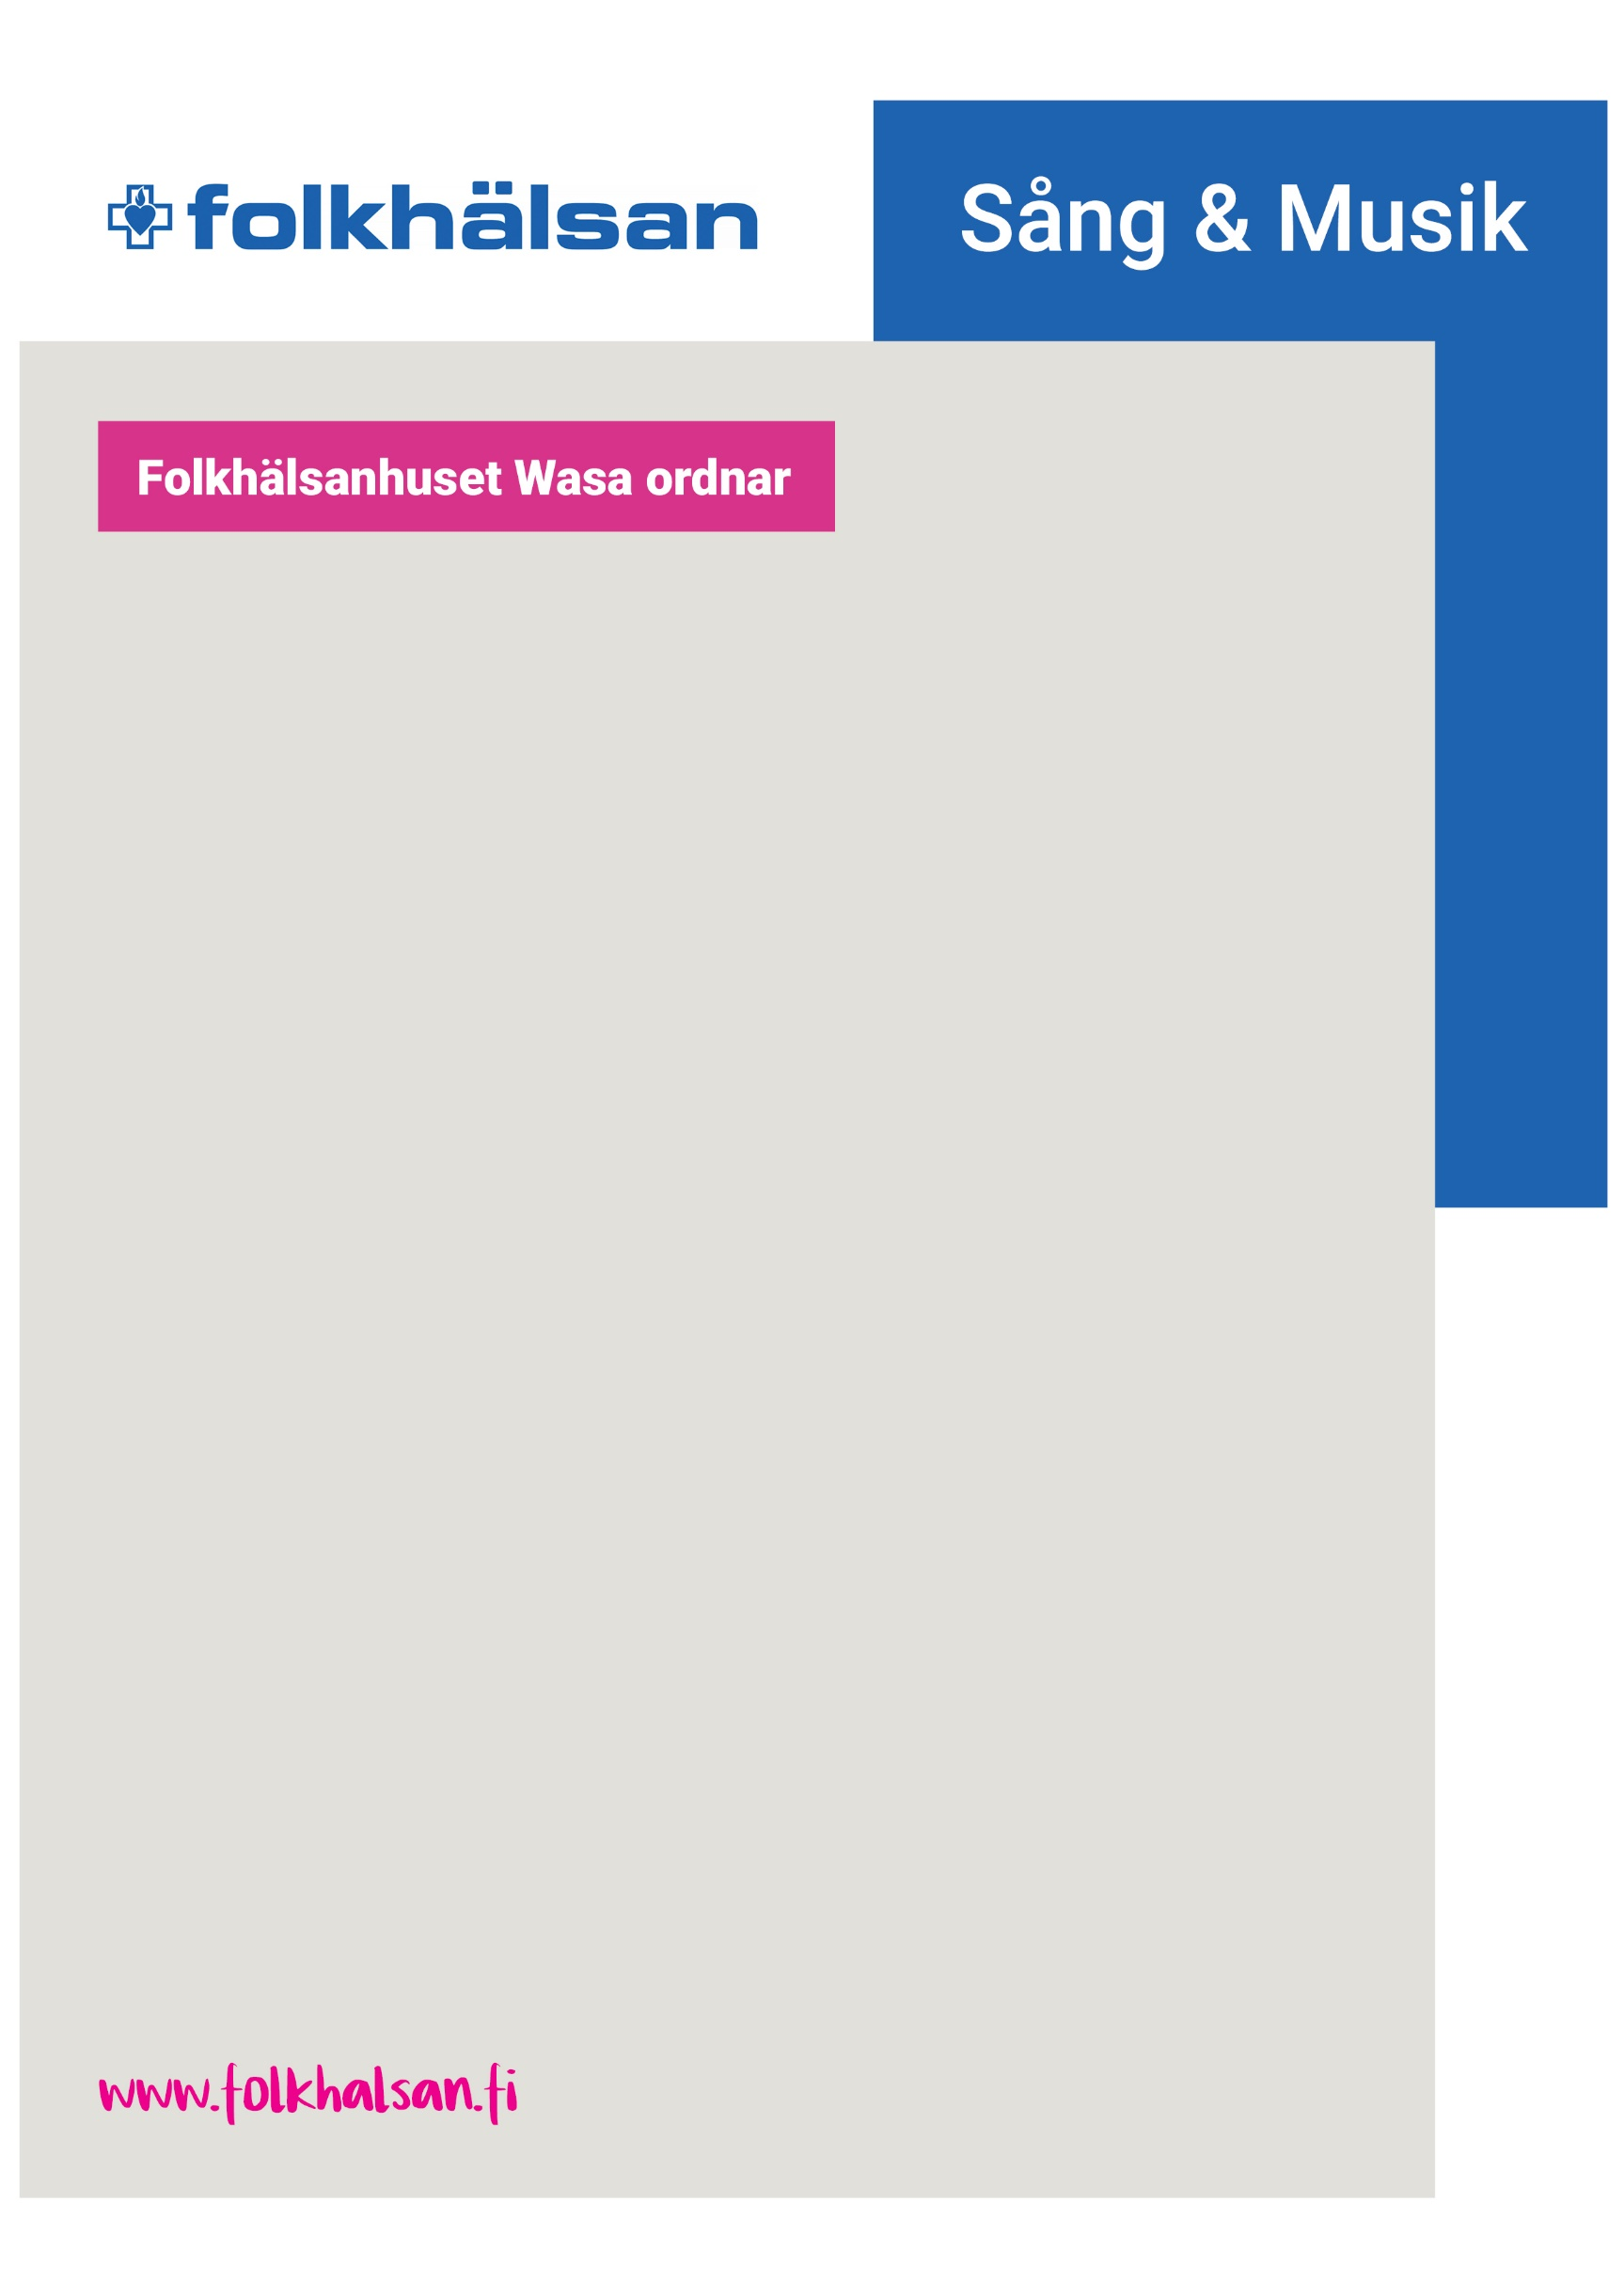 folkhälsan
Sång & Musik
Folkhälsanhuset Wasa ordnar
www.folkhalsan.fi